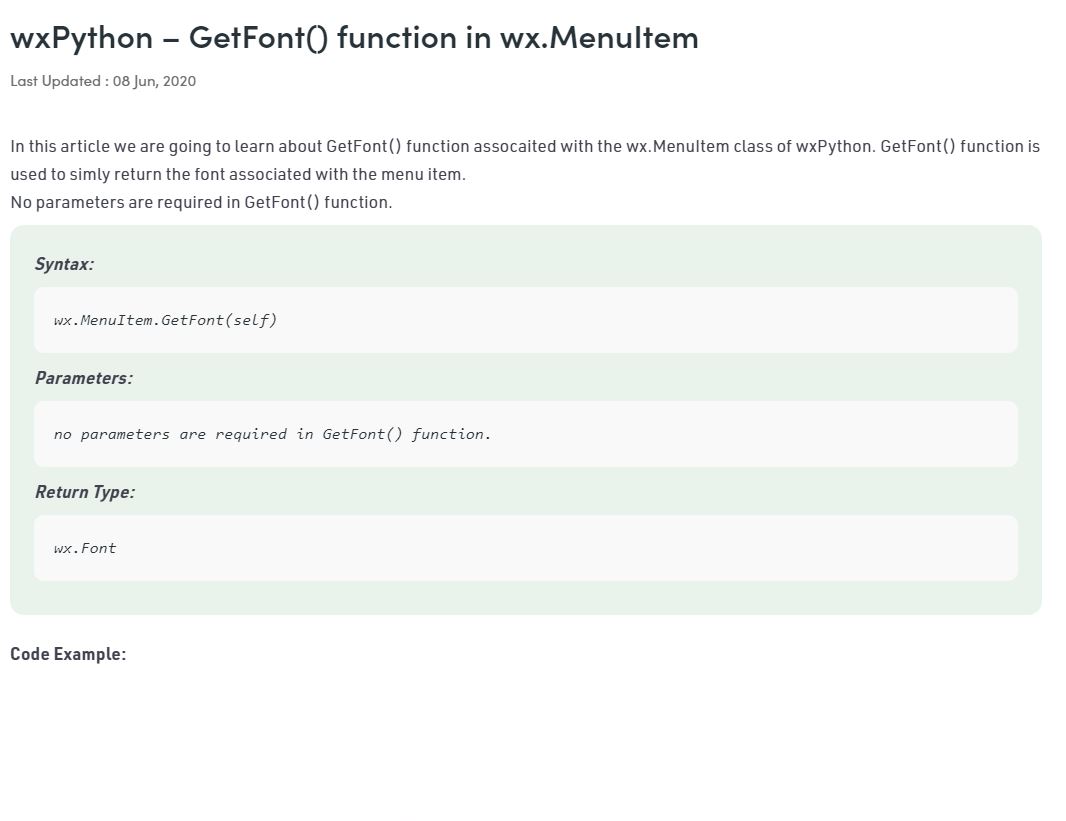 wxPython – GetFont() function in wx.MenuItem
Last Updated : 08 Jun, 2020
In this article we are going to learn about GetFont() function assocaited with the wx.MenuItem class of wxPython. GetFont() function is
used to simly return the font associated with the menu item.
No parameters are required in GetFont() function.
Syntax:
wx.MenuItem.GetFont(self)
Parameters:
no parameters are required in GetFont() function.
Return Type:
wx.Font
Code Example: